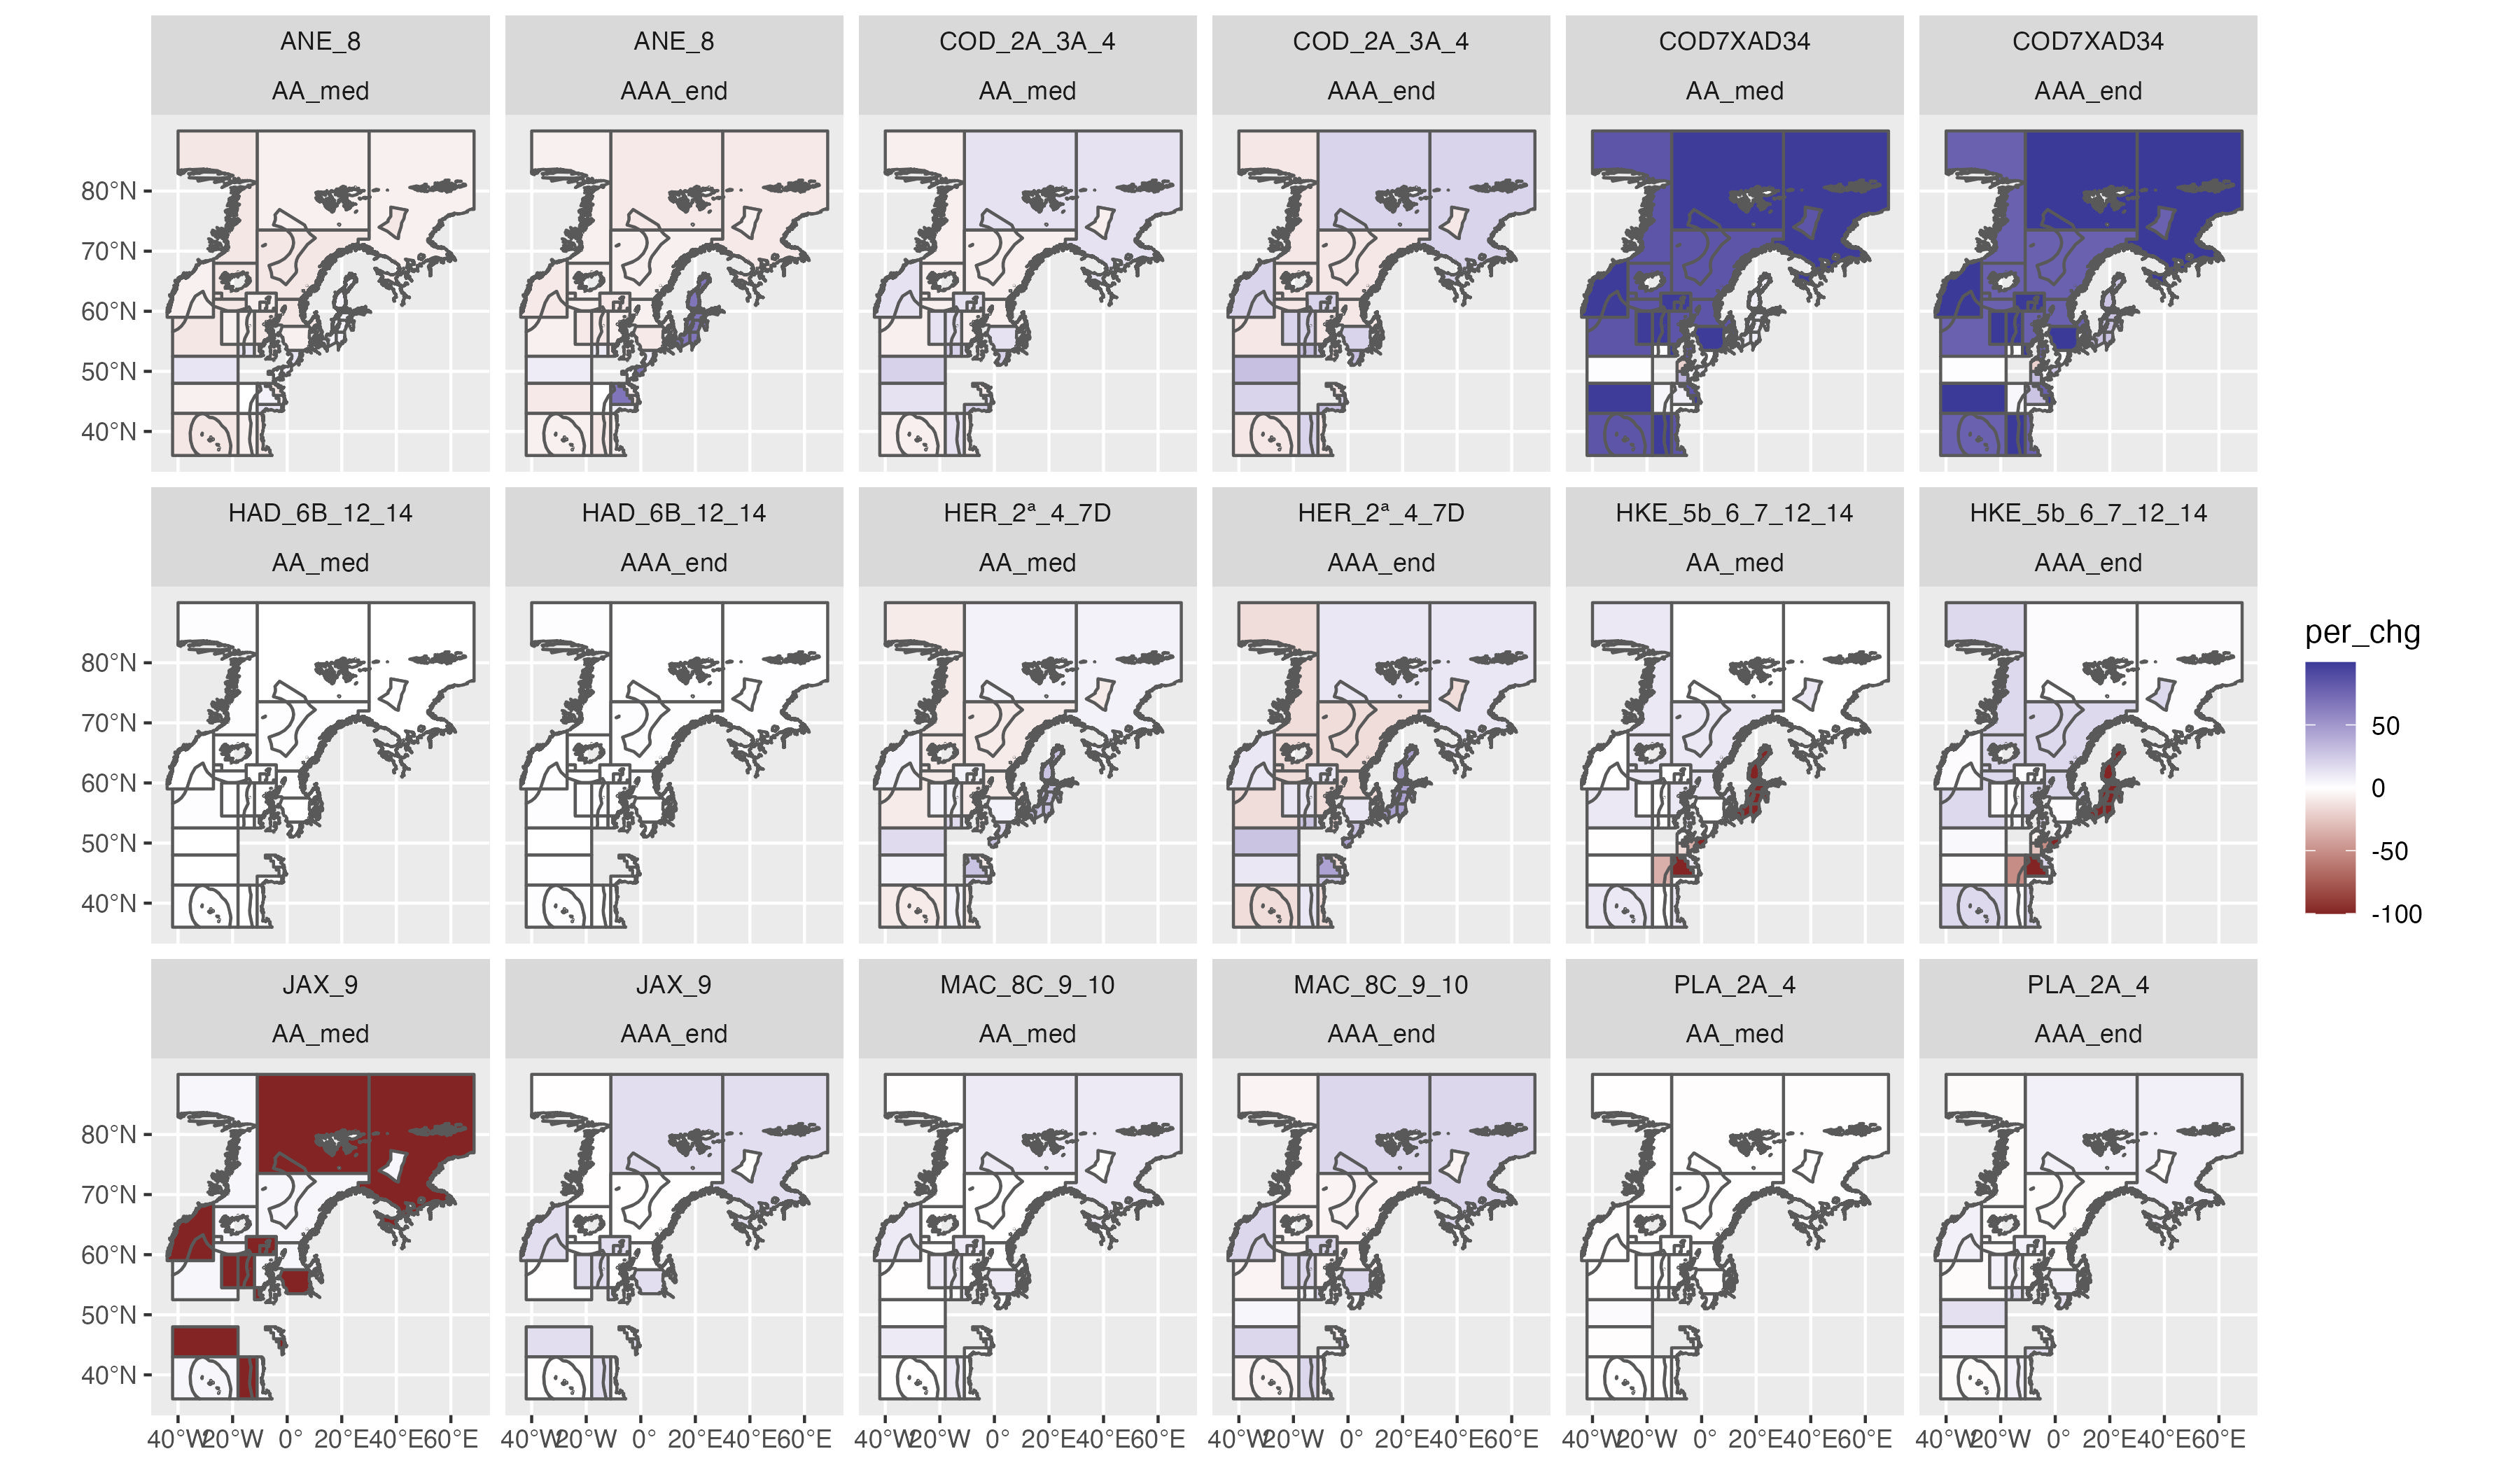 ANE_8 ANE_8 COD_2A_3A_4 COD_2A_3A_4 COD7XAD34 COD7XAD34
AA_med AAA_end AA_med AAA_end AA_med AAA_end
80°N
70°N
60°N
50°N
40°N
HAD_6B_12_14 HAD_6B_12_14 HER_2ª_4_7D HER_2ª_4_7D HKE_5b_6_7_12_14 HKE_5b_6_7_12_14
AA_med AAA_end AA_med AAA_end AA_med AAA_end
80°N
70°N
60°N
50°N
40°N
per_chg
50
0
-50
-100
JAX_9 JAX_9 MAC_8C_9_10 MAC_8C_9_10 PLA_2A_4 PLA_2A_4
AA_med AAA_end AA_med AAA_end AA_med AAA_end
80°N
70°N
60°N
50°N
40°N
40°W 20°W 0° 20°E 40°E 60°E 40°W 20°W 0° 20°E 40°E 60°E 40°W 20°W 0° 20°E 40°E 60°E 40°W 20°W 0° 20°E 40°E 60°E 40°W 20°W 0° 20°E 40°E 60°E 40°W 20°W 0° 20°E 40°E 60°E